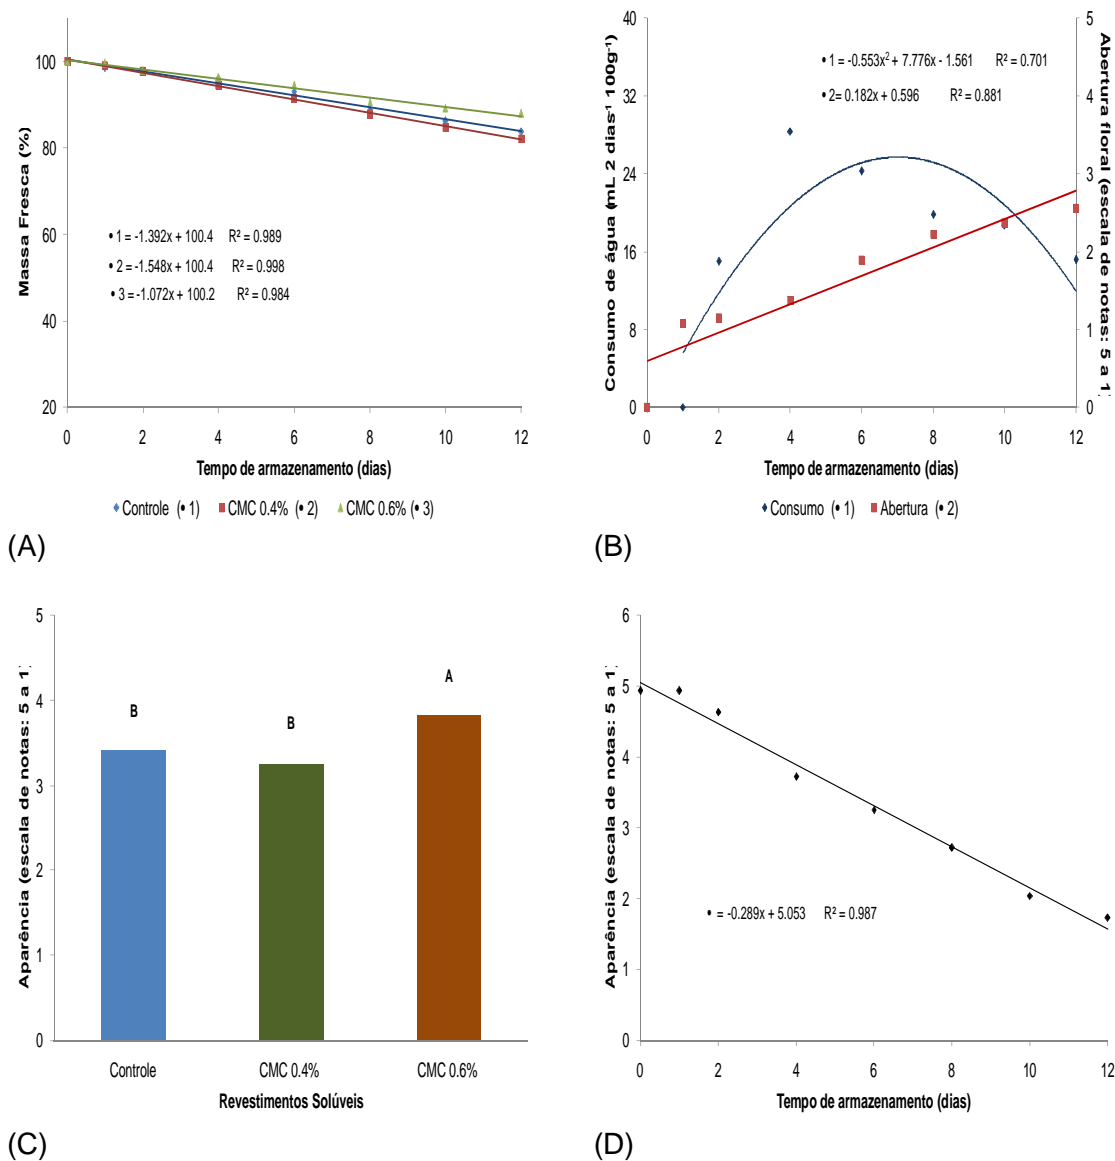 Massa Fresca (%)
100
80
60
40
20
• 1 = -1.392x + 100.4 R² = 0.989
• 2 = -1.548x + 100.4 R² = 0.998
• 3 = -1.072x + 100.2 R² = 0.984
0 2 4 6 8 10 12
Tempo de armazenamento (dias)
Controle (• 1) CMC 0.4% (• 2) CMC 0.6% (• 3)
(A)
Consumo de água (mL 2 dias⁻¹ 100g⁻¹)
40
36
32
28
24
20
16
12
8
4
0
• 1 = -0.553x² + 7.776x - 1.561 R² = 0.701
• 2= 0.182x + 0.596 R² = 0.881
5
4
3
2
1
0
Abertura floral (escala de notas: 5 a 1)
0 2 4 6 8 10 12
Tempo de armazenamento (dias)
Consumo (• 1) Abertura (• 2)
(B)
Aparência (escala de notas: 5 a 1)
5
4
3
2
1
0
B
B
A
Controle CMC 0.4% CMC 0.6%
Revestimentos Solúveis
(C)
Aparência (escala de notas: 5 a 1)
6
5
4
3
2
1
0
• = -0.289x + 5.053 R² = 0.987
0 2 4 6 8 10 12
Tempo de armazenamento (dias)
(D)